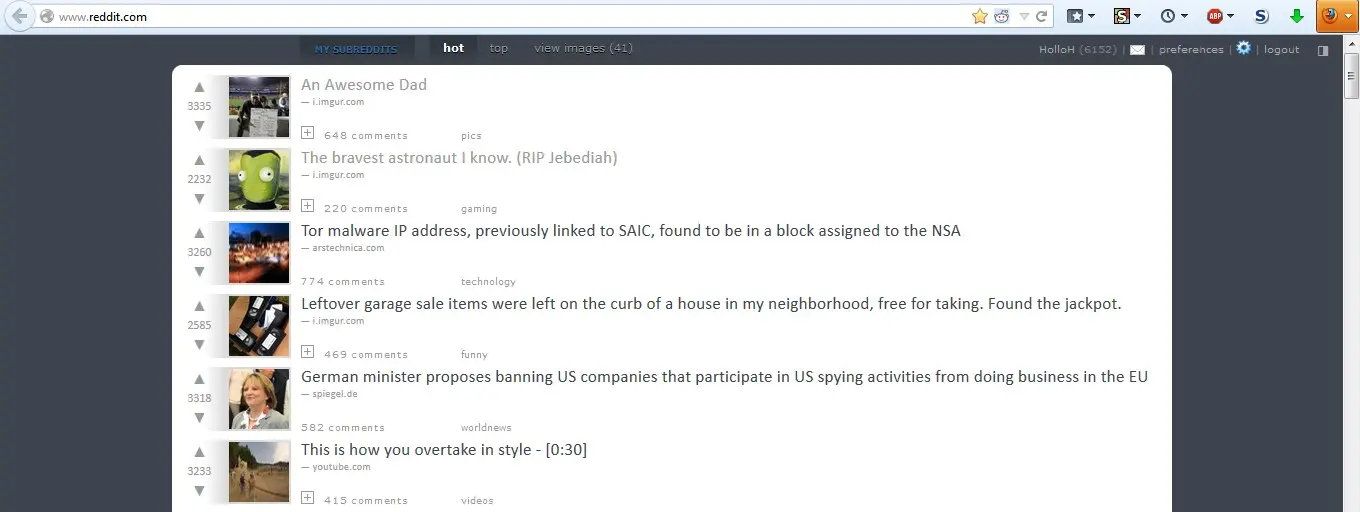 www.reddit.com
ABP
S
MY SUBREDDITS hot top view images (41) HolloH (6152) | | preferences | | logout
An Awesome Dad
3335 — i.imgur.com
648 comments pics
The bravest astronaut I know. (RIP Jebediah)
2232 — i.imgur.com
220 comments gaming
Tor malware IP address, previously linked to SAIC, found to be in a block assigned to the NSA
3260 — arstechnica.com
774 comments technology
Leftover garage sale items were left on the curb of a house in my neighborhood, free for taking. Found the jackpot.
2585 — i.imgur.com
469 comments funny
German minister proposes banning US companies that participate in US spying activities from doing business in the EU
3318 — spiegel.de
582 comments worldnews
This is how you overtake in style - [0:30]
3233 — youtube.com
415 comments videos